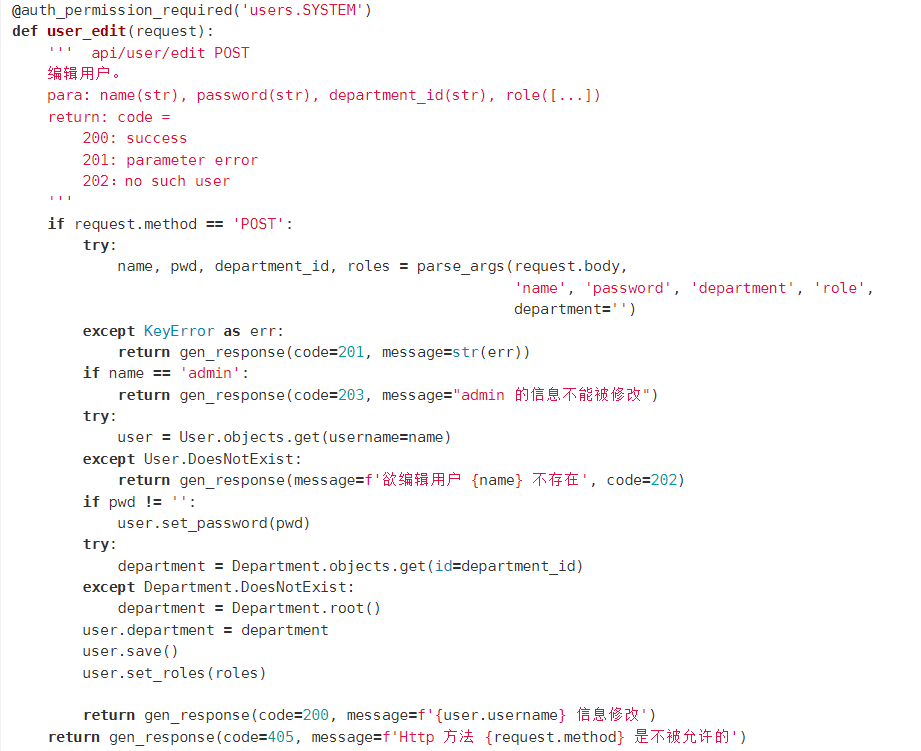 @auth_permission_required('users.SYSTEM')
def user_edit(request):
    '''  api/user/edit POST
    编辑用户。
    para: name(str), password(str), department_id(str), role([...])
    return: code =
        200: success
        201: parameter error
        202：no such user
    '''
    if request.method == 'POST':
        try:
            name, pwd, department_id, roles = parse_args(request.body,
                                                         'name', 'password', 'department', 'role',
                                                         department='')
        except KeyError as err:
            return gen_response(code=201, message=str(err))
        if name == 'admin':
            return gen_response(code=203, message="admin 的信息不能被修改")
        try:
            user = User.objects.get(username=name)
        except User.DoesNotExist:
            return gen_response(message=f'欲编辑用户 {name} 不存在', code=202)
        if pwd != '':
            user.set_password(pwd)
        try:
            department = Department.objects.get(id=department_id)
        except Department.DoesNotExist:
            department = Department.root()
        user.department = department
        user.save()
        user.set_roles(roles)

        return gen_response(code=200, message=f'{user.username} 信息修改')
    return gen_response(code=405, message=f'Http 方法 {request.method} 是不被允许的')